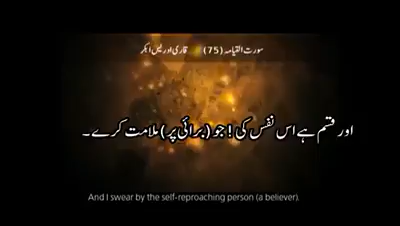 سورت القیامہ (75) قاری ادریس ابکر
اور قسم ہے اس نفس کی! جو (برائی پر) ملامت کرے۔
And I swear by the self-reproaching person (a believer).